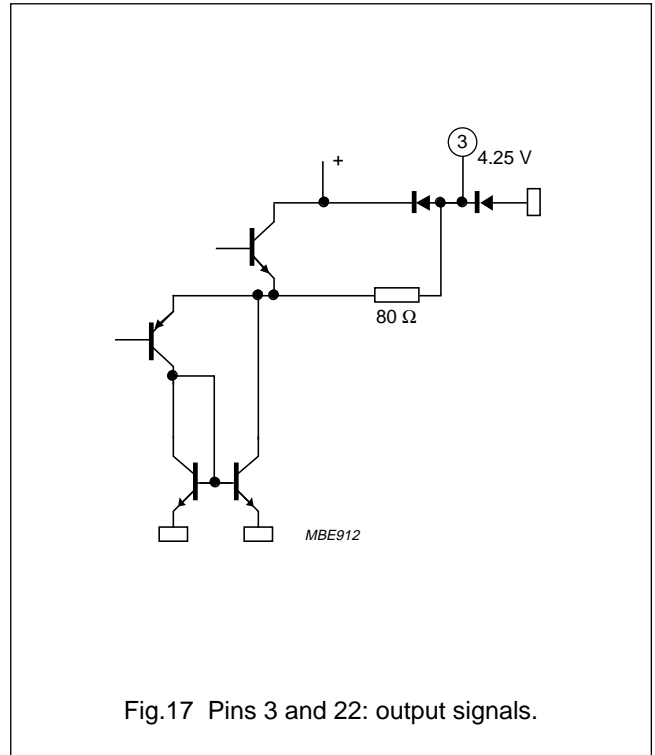 3
4.25 V
+
80 Ω
MBE912
Fig.17 Pins 3 and 22: output signals.